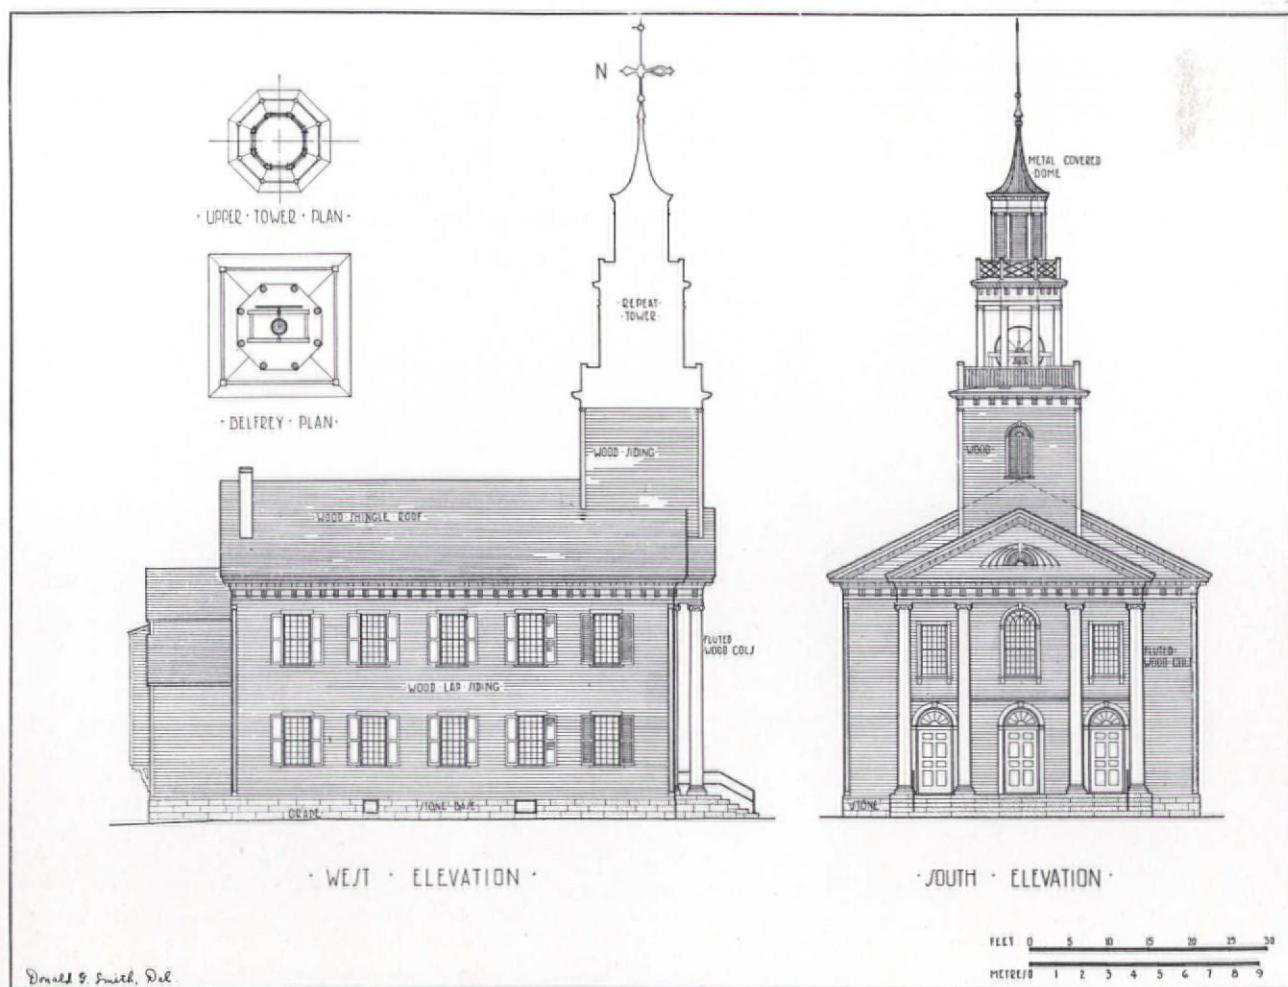 N
METAL COVERED
DOME
· UPPER · TOWER · PLAN ·
· REPEAT ·
· TOWER ·
· BELFREY · PLAN ·
WOOD · SIDING
WOOD
WOOD · SHINGLE ROOF
FLUTED
WOOD COLS
FLUTED
WOOD COLS
WOOD · LAP · SIDING
GRADE
STONE BASE
STONE
· WEST · ELEVATION ·
· SOUTH · ELEVATION ·
FEET 0 5 10 15 20 25 30
METRES 0 1 2 3 4 5 6 7 8 9
Donald G. Smith, Del.